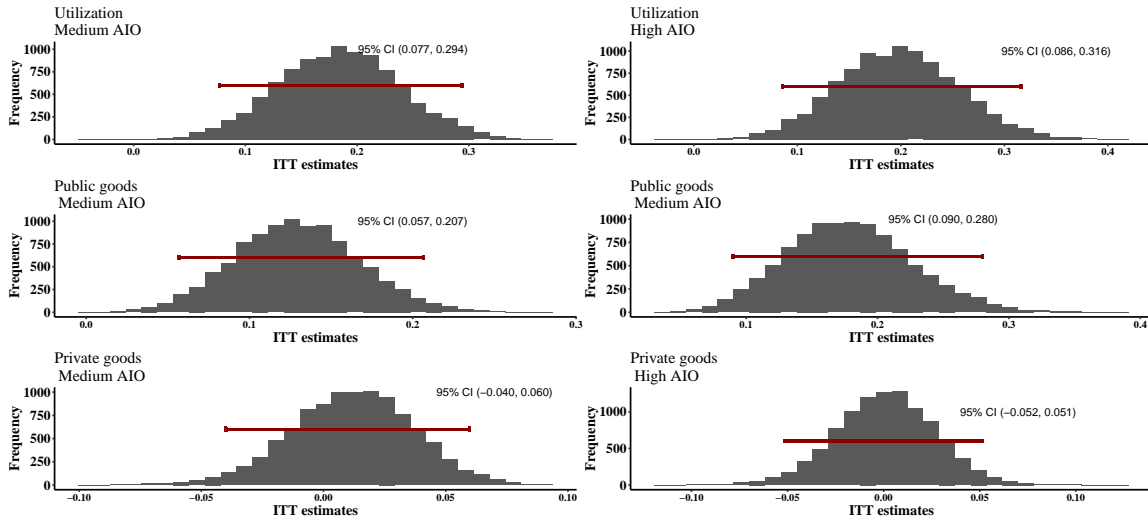 Utilization
Medium AIO
95% CI (0.077, 0.294)
Frequency
1000
750
500
250
0
0.0 0.1 0.2 0.3
ITT estimates
Utilization
High AIO
95% CI (0.086, 0.316)
Frequency
1000
750
500
250
0
0.0 0.1 0.2 0.3 0.4
ITT estimates
Public goods
Medium AIO
95% CI (0.057, 0.207)
Frequency
1000
750
500
250
0
0.0 0.1 0.2 0.3
ITT estimates
Public goods
Medium AIO
95% CI (0.090, 0.280)
Frequency
1000
750
500
250
0
0.1 0.2 0.3 0.4
ITT estimates
Private goods
Medium AIO
95% CI (−0.040, 0.060)
Frequency
1000
750
500
250
0
−0.10 −0.05 0.00 0.05 0.10
ITT estimates
Private goods
High AIO
95% CI (−0.052, 0.051)
Frequency
1250
1000
750
500
250
0
−0.10 −0.05 0.00 0.05 0.10
ITT estimates